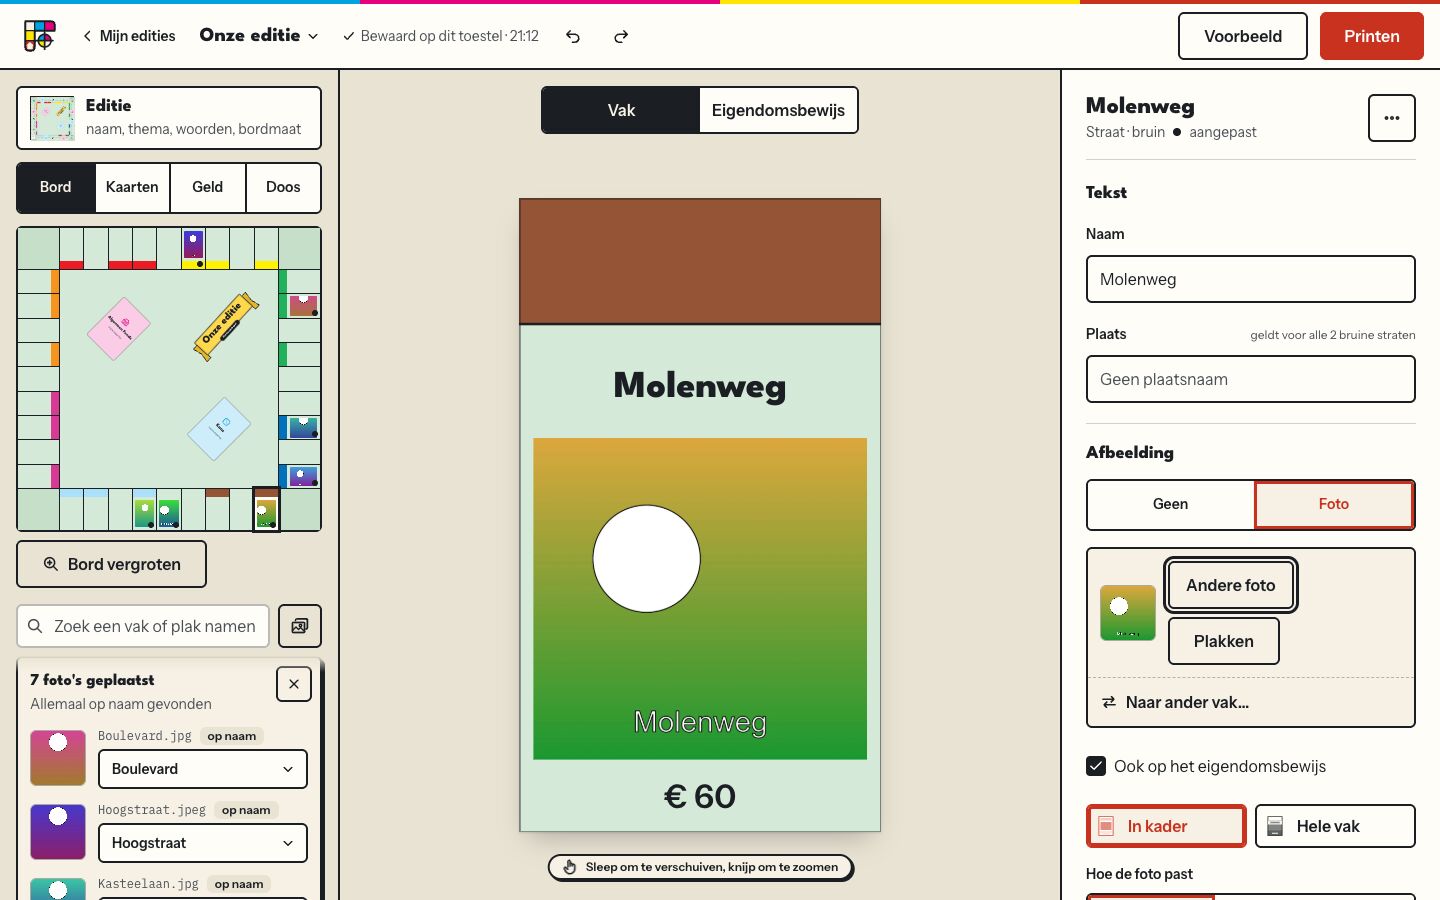 Mijn edities
Onze editie
Bewaard op dit toestel · 21:12
Voorbeeld
Printen
Editie
naam, thema, woorden, bordmaat
Bord
Kaarten
Geld
Doos
Onze editie
Bord vergroten
Zoek een vak of plak namen
7 foto's geplaatst
Allemaal op naam gevonden
Boulevard.jpg
op naam
Boulevard
Hoogstraat.jpeg
op naam
Hoogstraat
Kasteelaan.jpg
op naam
Vak
Eigendomsbewijs
Molenweg
Molenweg
€ 60
Sleep om te verschuiven, knijp om te zoomen
Molenweg
Straat · bruin ● aangepast
Tekst
Naam
Molenweg
Plaats
geldt voor alle 2 bruine straten
Geen plaatsnaam
Afbeelding
Geen
Foto
Andere foto
Plakken
Naar ander vak...
Ook op het eigendomsbewijs
In kader
Hele vak
Hoe de foto past